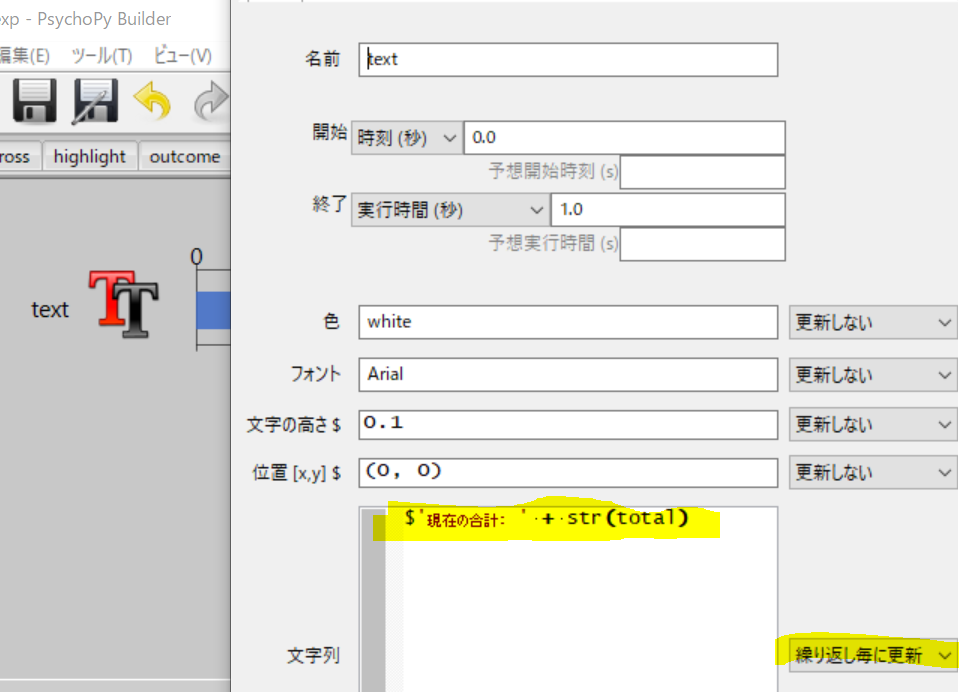 exp - PsychoPy Builder
編集(E) ツール(T) ビュー(V)
ross highlight outcome
text
0
名前 text
開始 時刻 (秒) 0.0
予想開始時刻 (s)
終了 実行時間 (秒) 1.0
予想実行時間 (s)
色 white 更新しない
フォント Arial 更新しない
文字の高さ $ 0.1 更新しない
位置 [x,y] $ (0, 0) 更新しない
$'現在の合計: ' + str(total)
文字列 繰り返し毎に更新